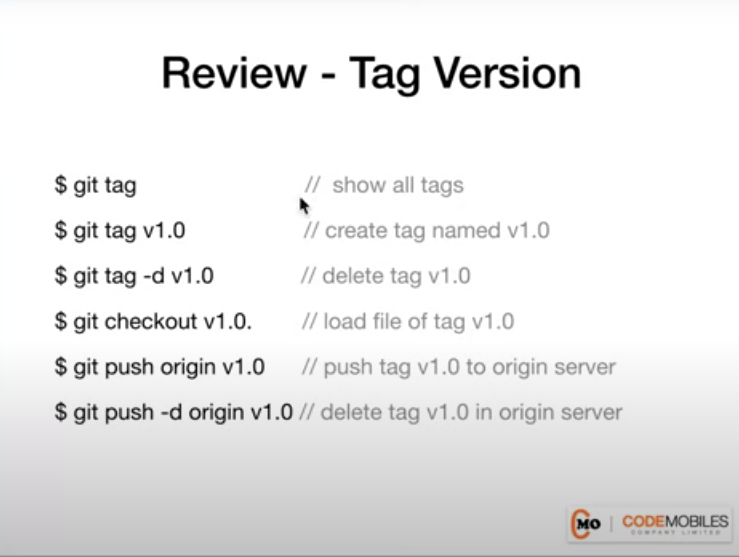 Review - Tag Version
$ git tag // show all tags
$ git tag v1.0 // create tag named v1.0
$ git tag -d v1.0 // delete tag v1.0
$ git checkout v1.0. // load file of tag v1.0
$ git push origin v1.0 // push tag v1.0 to origin server
$ git push -d origin v1.0 // delete tag v1.0 in origin server
CMO | CODEMOBILES
COMPANY LIMITED